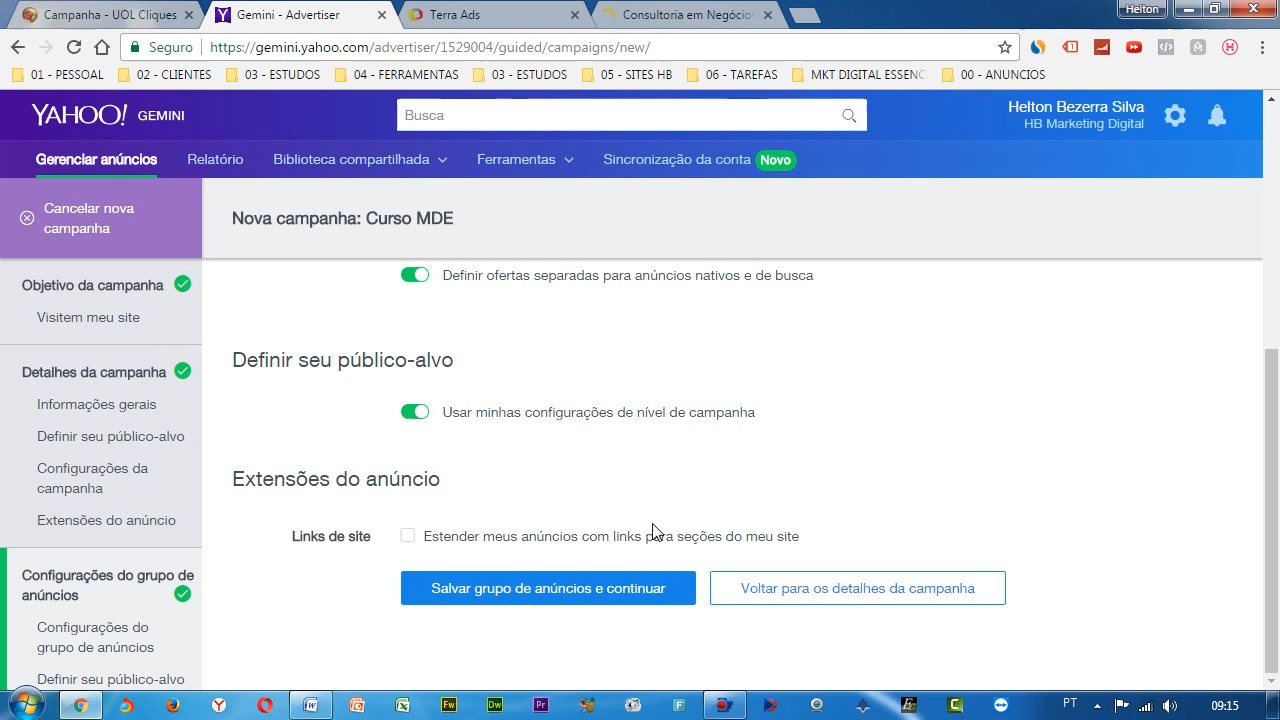 Campanha - UOL Cliques
Gemini - Advertiser
Terra Ads
Consultoria em Negócio
Helton
Seguro
https://gemini.yahoo.com/advertiser/1529004/guided/campaigns/new/
01 - PESSOAL
02 - CLIENTES
03 - ESTUDOS
04 - FERRAMENTAS
03 - ESTUDOS
05 - SITES HB
06 - TAREFAS
MKT DIGITAL ESSENC
00 - ANUNCIOS
YAHOO! GEMINI
Busca
Helton Bezerra Silva
HB Marketing Digital
Gerenciar anúncios
Relatório
Biblioteca compartilhada
Ferramentas
Sincronização da conta Novo
Cancelar nova
campanha
Nova campanha: Curso MDE
Objetivo da campanha
Visitem meu site
Detalhes da campanha
Informações gerais
Definir seu público-alvo
Configurações da
campanha
Extensões do anúncio
Configurações do grupo de
anúncios
Configurações do
grupo de anúncios
Definir seu público-alvo
Definir ofertas separadas para anúncios nativos e de busca
Definir seu público-alvo
Usar minhas configurações de nível de campanha
Extensões do anúncio
Links de site
Estender meus anúncios com links para seções do meu site
Salvar grupo de anúncios e continuar
Voltar para os detalhes da campanha
PT
09:15